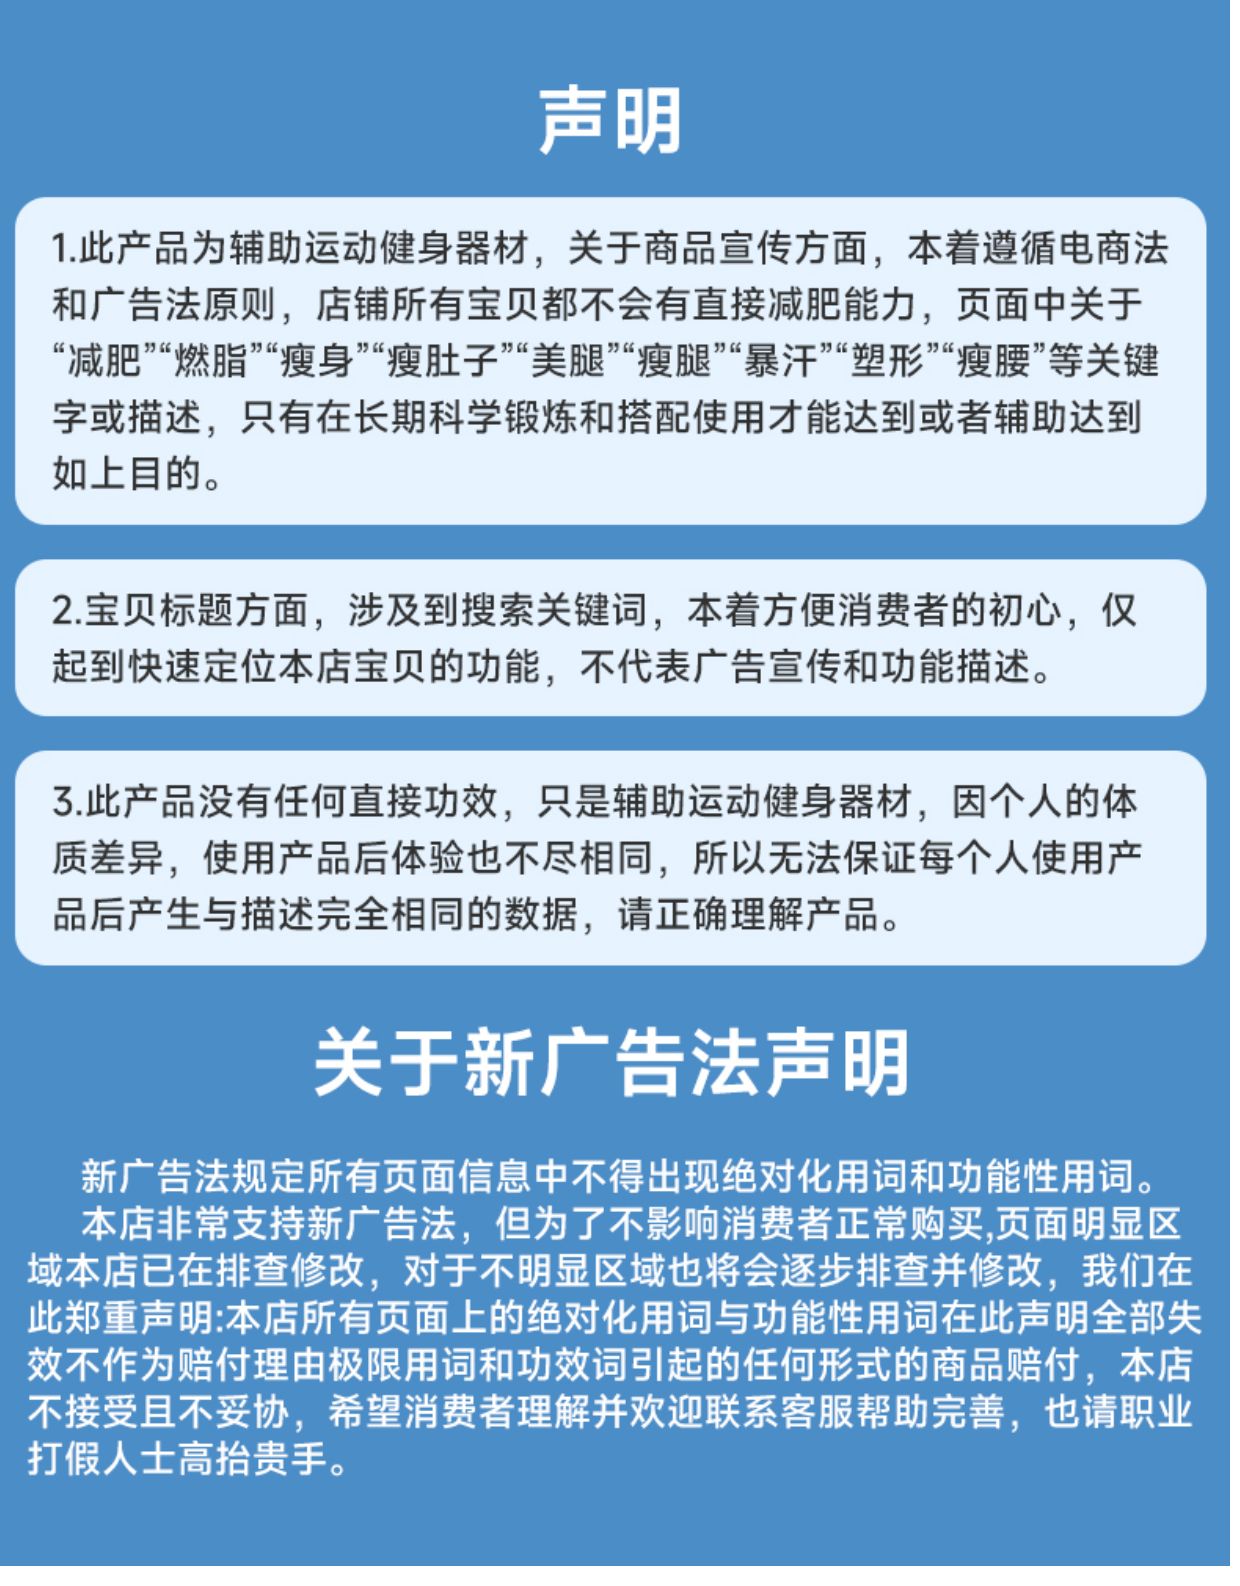 声明
1.此产品为辅助运动健身器材，关于商品宣传方面，本着遵循电商法
和广告法原则，店铺所有宝贝都不会有直接减肥能力，页面中关于
“减肥”“燃脂”“瘦身”“瘦肚子”“美腿”“瘦腿”“暴汗”“塑形”“瘦腰”等关键
字或描述，只有在长期科学锻炼和搭配使用才能达到或者辅助达到
如上目的。
2.宝贝标题方面，涉及到搜索关键词，本着方便消费者的初心，仅
起到快速定位本店宝贝的功能，不代表广告宣传和功能描述。
3.此产品没有任何直接功效，只是辅助运动健身器材，因个人的体
质差异，使用产品后体验也不尽相同，所以无法保证每个人使用产
品后产生与描述完全相同的数据，请正确理解产品。
关于新广告法声明
新广告法规定所有页面信息中不得出现绝对化用词和功能性用词。
本店非常支持新广告法，但为了不影响消费者正常购买,页面明显区
域本店已在排查修改，对于不明显区域也将会逐步排查并修改，我们在
此郑重声明:本店所有页面上的绝对化用词与功能性用词在此声明全部失
效不作为赔付理由极限用词和功效词引起的任何形式的商品赔付，本店
不接受且不妥协，希望消费者理解并欢迎联系客服帮助完善，也请职业
打假人士高抬贵手。